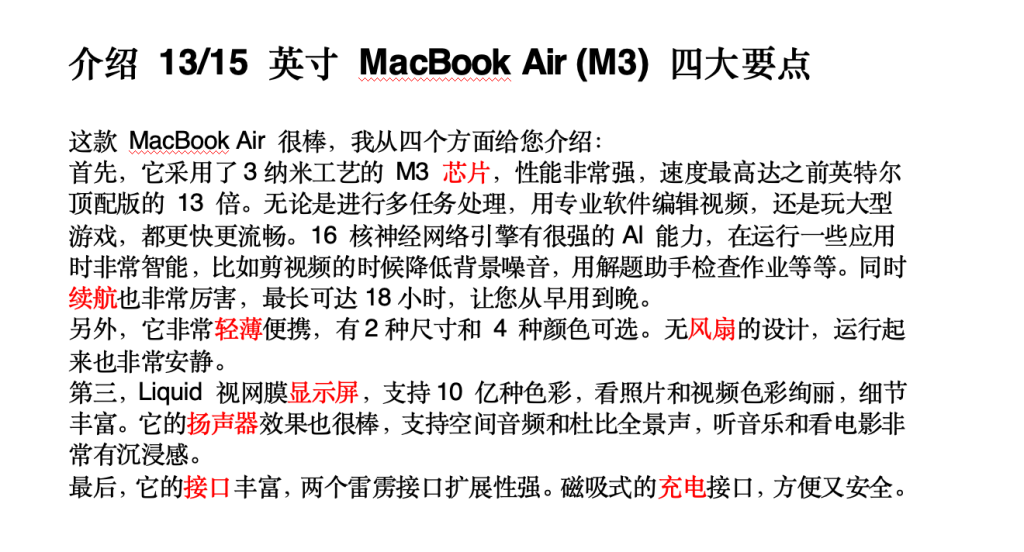 介绍 13/15 英寸 MacBook Air (M3) 四大要点
这款 MacBook Air 很棒，我从四个方面给您介绍：
首先，它采用了 3 纳米工艺的 M3 芯片，性能非常强，速度最高达之前英特尔
顶配版的 13 倍。无论是进行多任务处理，用专业软件编辑视频，还是玩大型
游戏，都更快更流畅。16 核神经网络引擎有很强的 AI 能力，在运行一些应用
时非常智能，比如剪视频的时候降低背景噪音，用解题助手检查作业等等。同时
续航也非常厉害，最长可达 18 小时，让您从早用到晚。
另外，它非常轻薄便携，有 2 种尺寸和 4 种颜色可选。无风扇的设计，运行起
来也非常安静。
第三，Liquid 视网膜显示屏，支持 10 亿种色彩，看照片和视频色彩绚丽，细节
丰富。它的扬声器效果也很棒，支持空间音频和杜比全景声，听音乐和看电影非
常有沉浸感。
最后，它的接口丰富，两个雷雳接口扩展性强。磁吸式的充电接口，方便又安全。